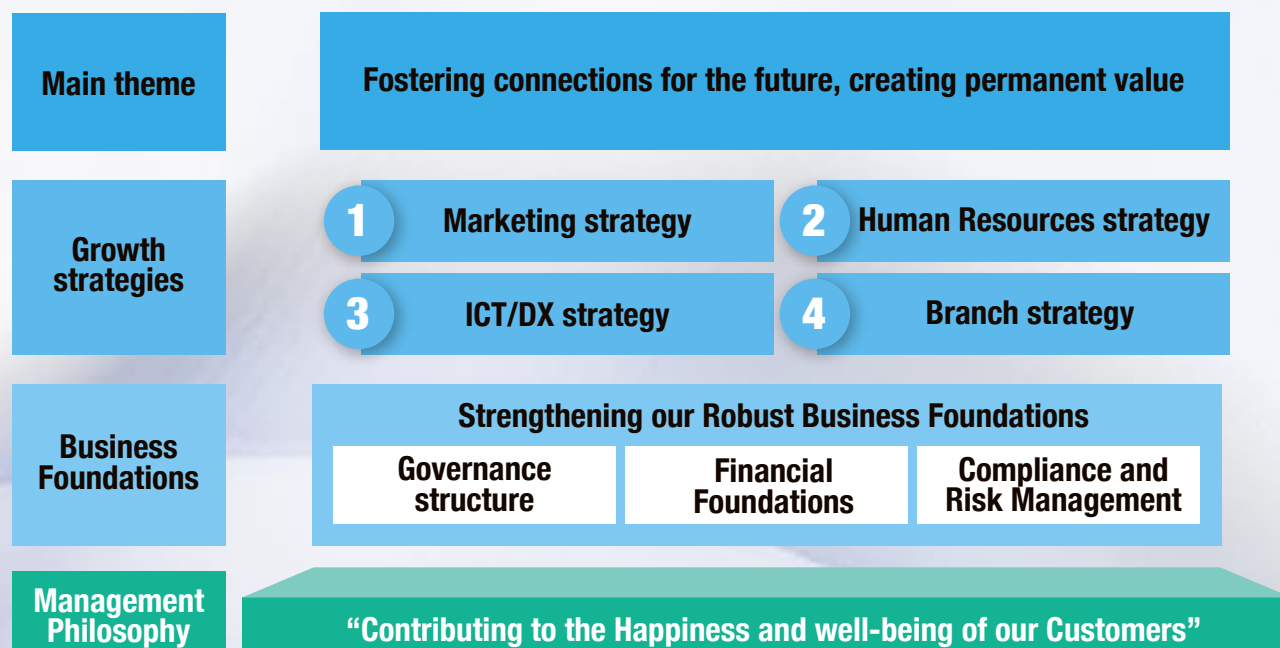 Main theme
Fostering connections for the future, creating permanent value
Growth
strategies
1
Marketing strategy
2
Human Resources strategy
3
ICT/DX strategy
4
Branch strategy
Business
Foundations
Strengthening our Robust Business Foundations
Governance
structure
Financial
Foundations
Compliance and
Risk Management
Management
Philosophy
“Contributing to the Happiness and well-being of our Customers”